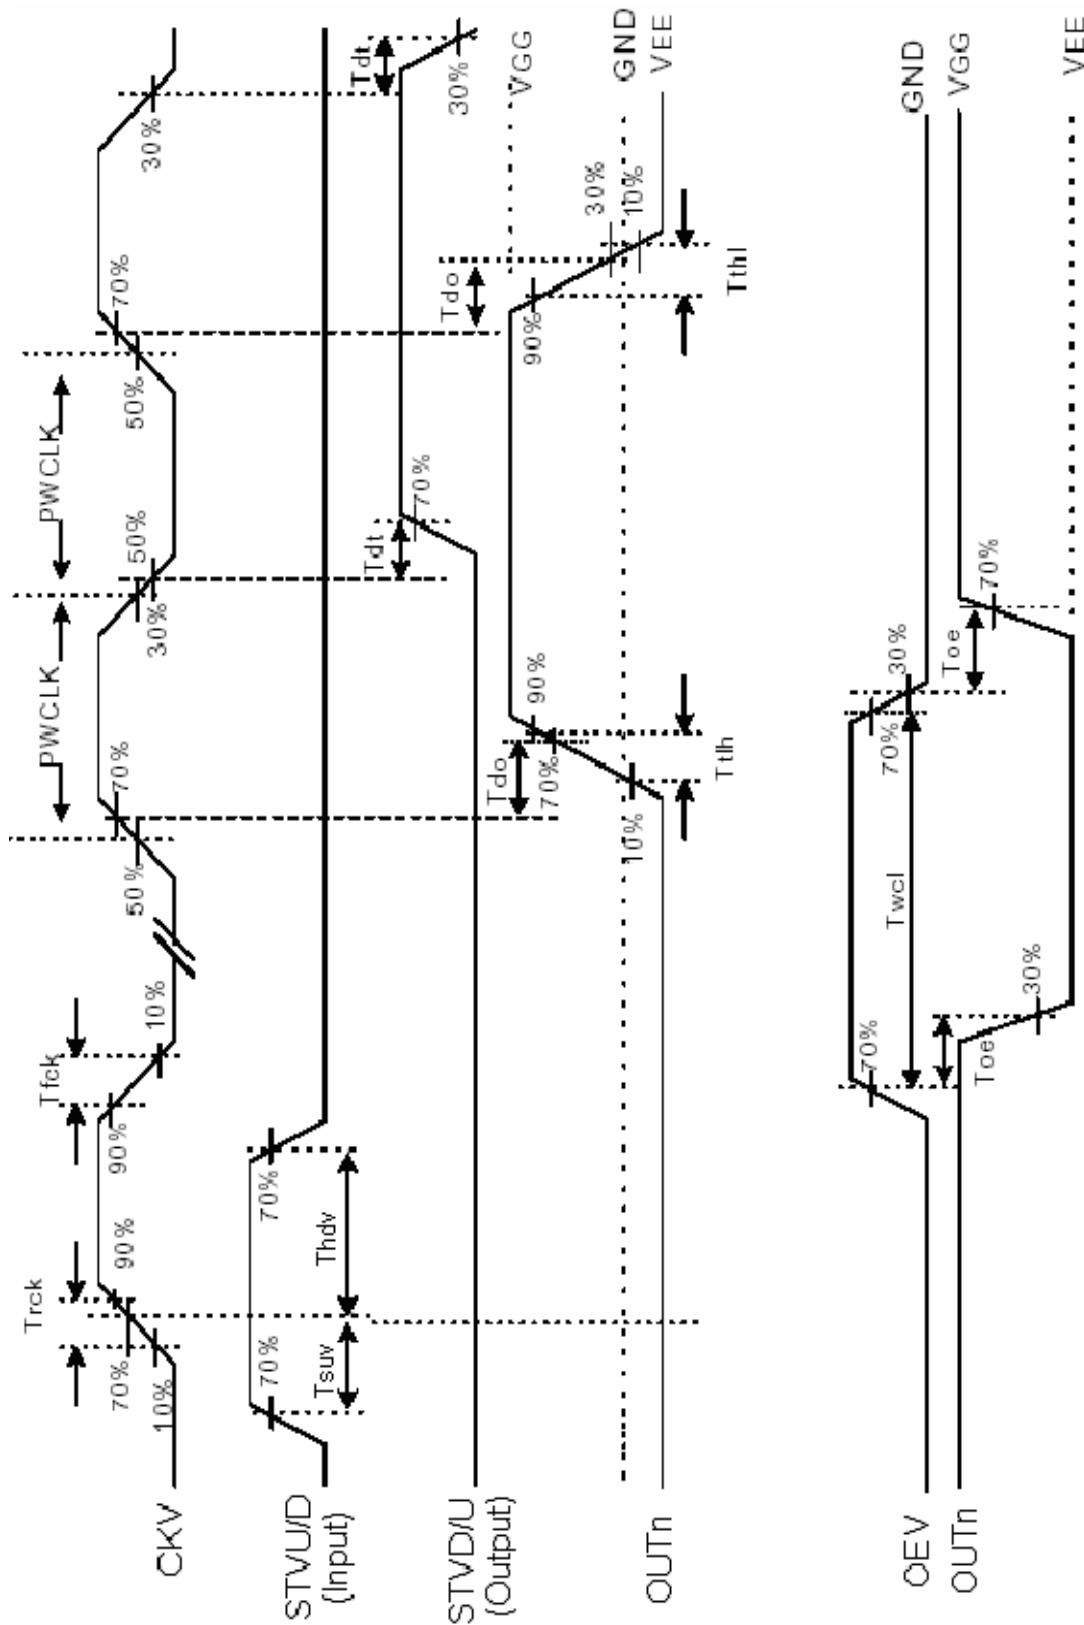 CKV
Trck
70%
10%
90%
Tfck
90%
10%
50%
70%
PWCLK
30%
50%
PWCLK
50%
70%
30%
STVU/D
(Input)
70%
Tsuv
Thdv
70%
STVD/U
(Output)
Tdt
70%
Tdt
30%
OUTn
10%
Tdo
70%
90%
Ttlh
90%
Tdo
30%
10%
Tthl
VGG
GND
VEE
OEV
70%
Twcl
70%
30%
GND
OUTn
Toe
30%
Toe
70%
VGG
VEE